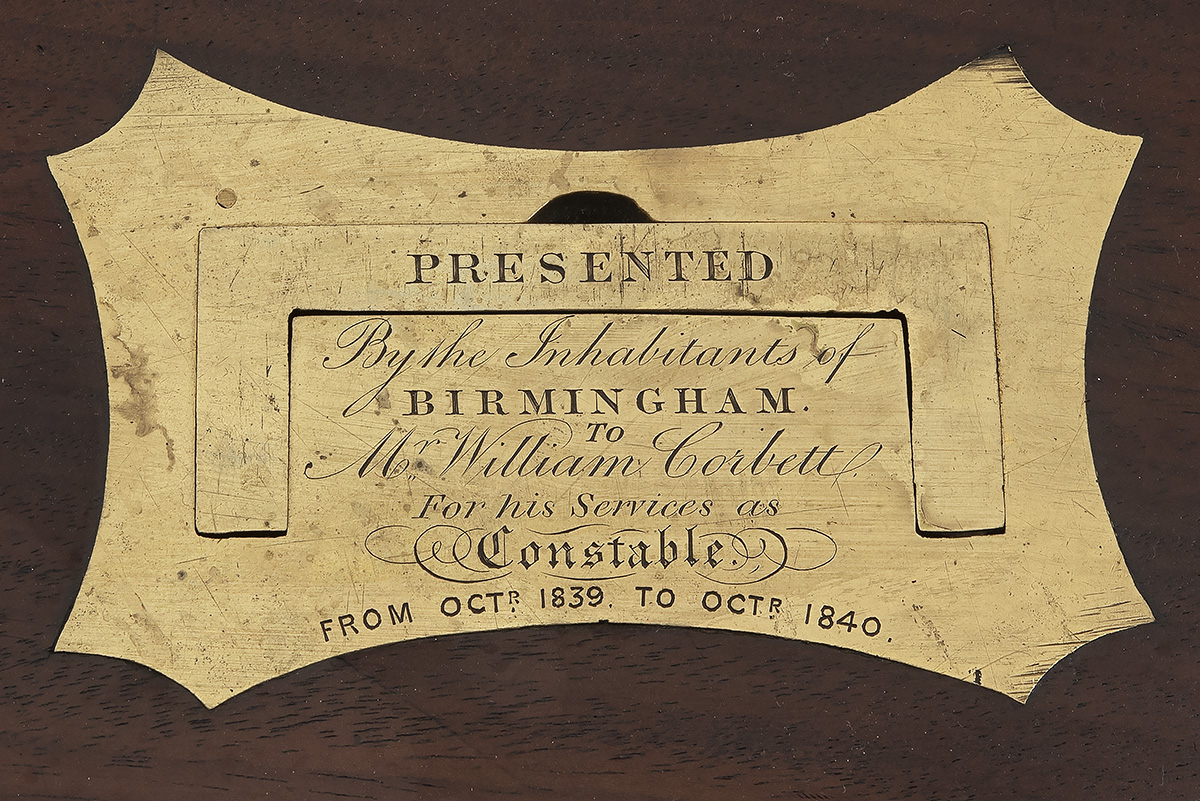 PRESENTED
By the Inhabitants of
BIRMINGHAM.
To
Mr. William Corbett.
For his Services as
Constable.
FROM OCTR. 1839. TO OCTR. 1840.